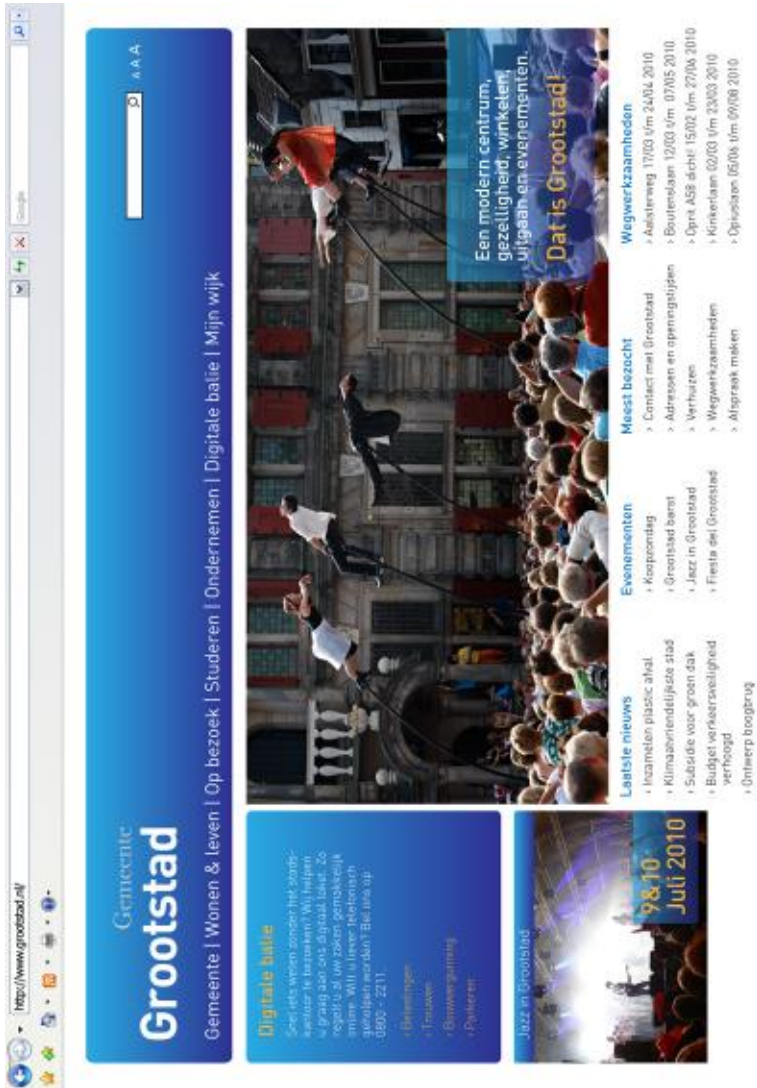 http://www.grootstad.nl/
Google
Gemeente
Grootstad
A A A
Gemeente | Wonen & leven | Op bezoek | Studeren | Ondernemen | Digitale balie | Mijn wijk
Digitale balie
Snel iets weten zonder het stads-
kantoor te bezoeken? Wij helpen
u graag aan ons digitaal loket. Zo
regelt u al uw zaken gemakkelijk
online. Wilt u liever telefonisch
geholpen worden? Bel ons op
0800 - 2211.
› Belastingen
› Trouwen
› Bouwvergunning
› Parkeren
Jazz in Grootstad
9&10
Juli 2010
Een modern centrum,
gezelligheid, winkelen,
uitgaan en evenementen.
Dat is Grootstad!
Laatste nieuws
› Inzamelen plastic afval
› Klimaatvriendelijkste stad
› Subsidie voor groen dak
› Budget verkeersveiligheid
verhoogd
› Ontwerp boogbrug
Evenementen
› Koopzondag
› Grootstad barst
› Jazz in Grootstad
› Fiesta del Grootstad
Meest bezocht
› Contact met Grootstad
› Adressen en openingstijden
› Verhuizen
› Wegwerkzaamheden
› Afspraak maken
Wegwerkzaamheden
› Aalsterweg 17/03 t/m 24/04 2010
› Boutenslaan 12/03 t/m 07/05 2010
› Oprit A58 dicht! 15/02 t/m 27/06 2010
› Kinkerlaan 02/03 t/m 23/03 2010
› Opiuslaan 05/06 t/m 09/08 2010